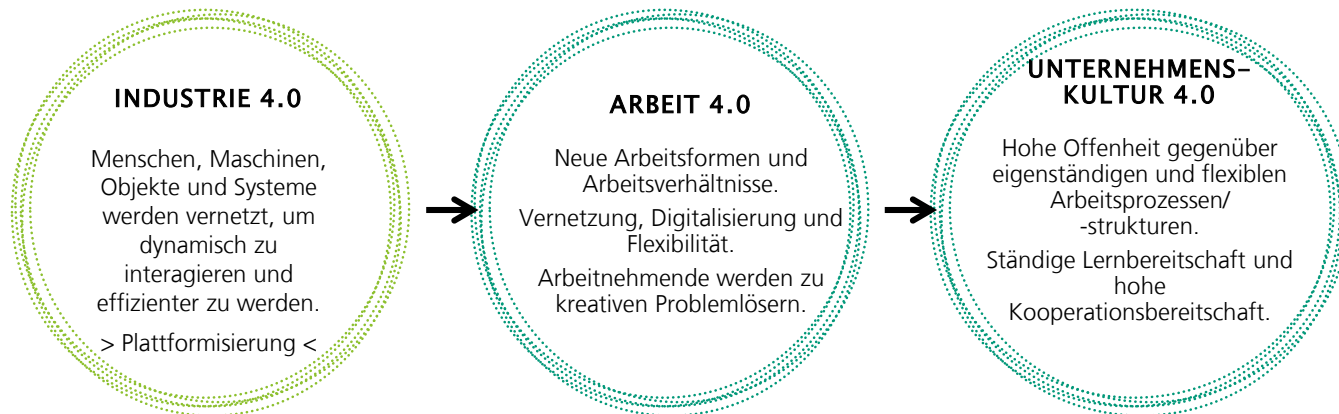 INDUSTRIE 4.0
Menschen, Maschinen,
Objekte und Systeme
werden vernetzt, um
dynamisch zu
interagieren und
effizienter zu werden.
> Plattformisierung <
ARBEIT 4.0
Neue Arbeitsformen und
Arbeitsverhältnisse.
Vernetzung, Digitalisierung und
Flexibilität.
Arbeitnehmende werden zu
kreativen Problemlösern.
UNTERNEHMENS–
KULTUR 4.0
Hohe Offenheit gegenüber
eigenständigen und flexiblen
Arbeitsprozessen/
-strukturen.
Ständige Lernbereitschaft und
hohe
Kooperationsbereitschaft.